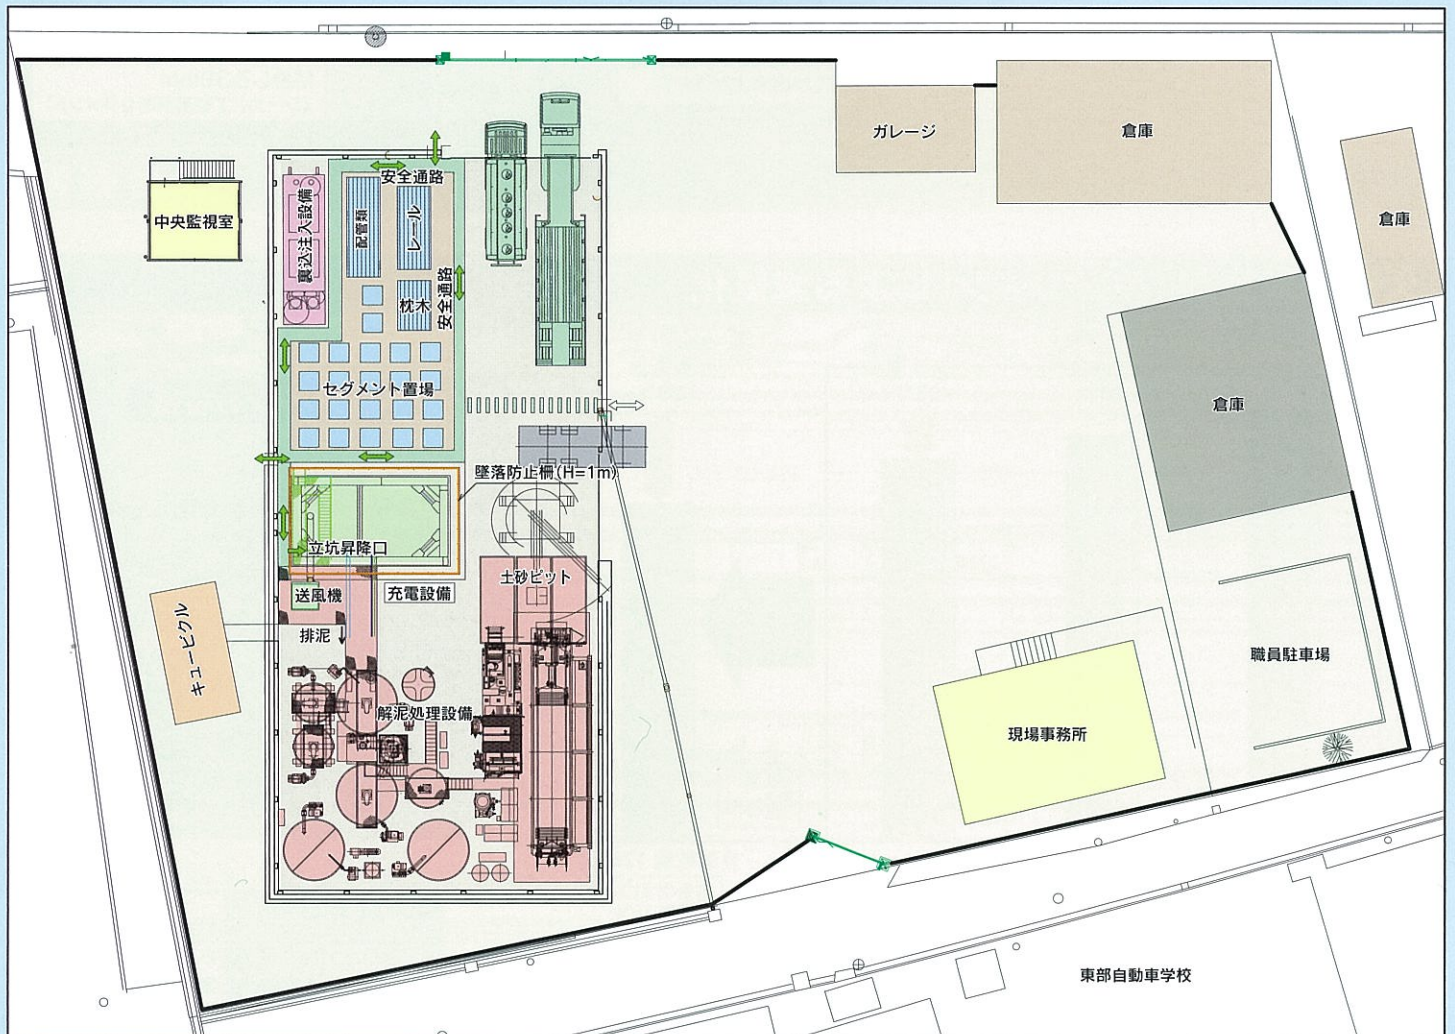 ガレージ
倉庫
倉庫
中央監視室
安全通路
裏込注入設備
配管類
レール
枕木
安全通路
セグメント置場
倉庫
墜落防止柵(H=1m)
立坑昇降口
土砂ピット
送風機
充電設備
キュービクル
排泥
職員駐車場
解泥処理設備
現場事務所
東部自動車学校